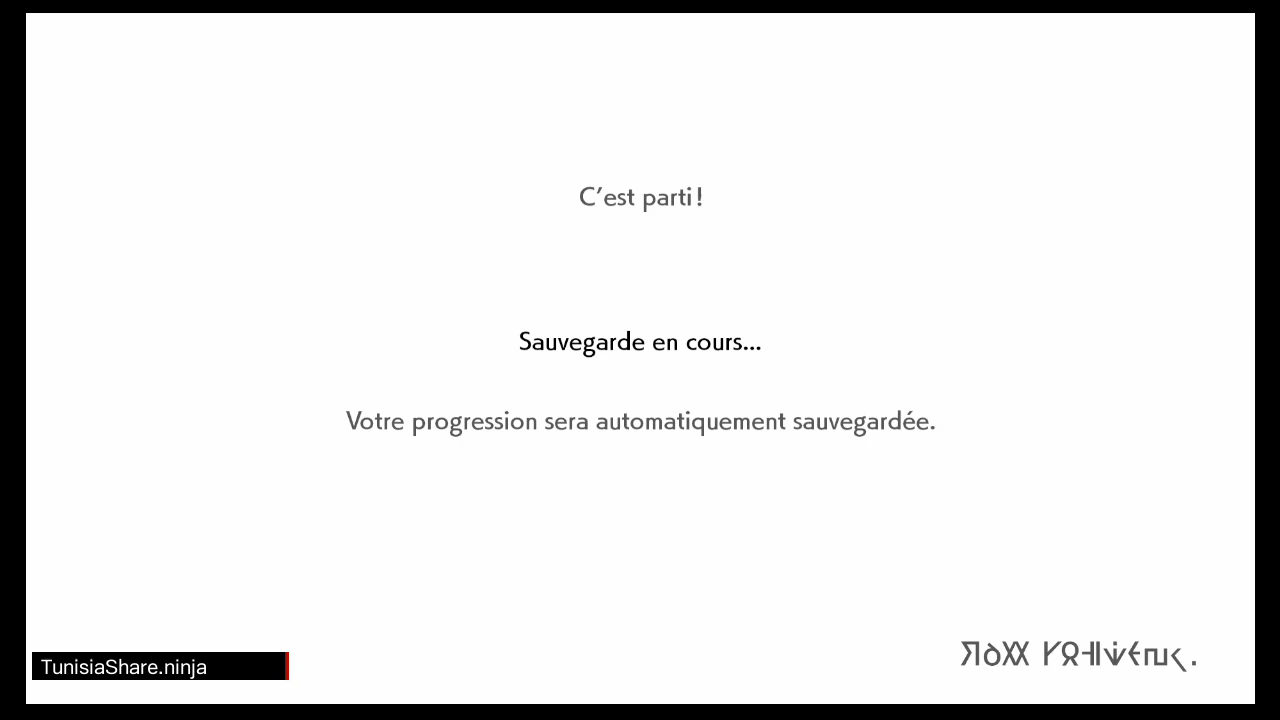 C'est parti !
Sauvegarde en cours...
Votre progression sera automatiquement sauvegardée.
TunisiaShare.ninja